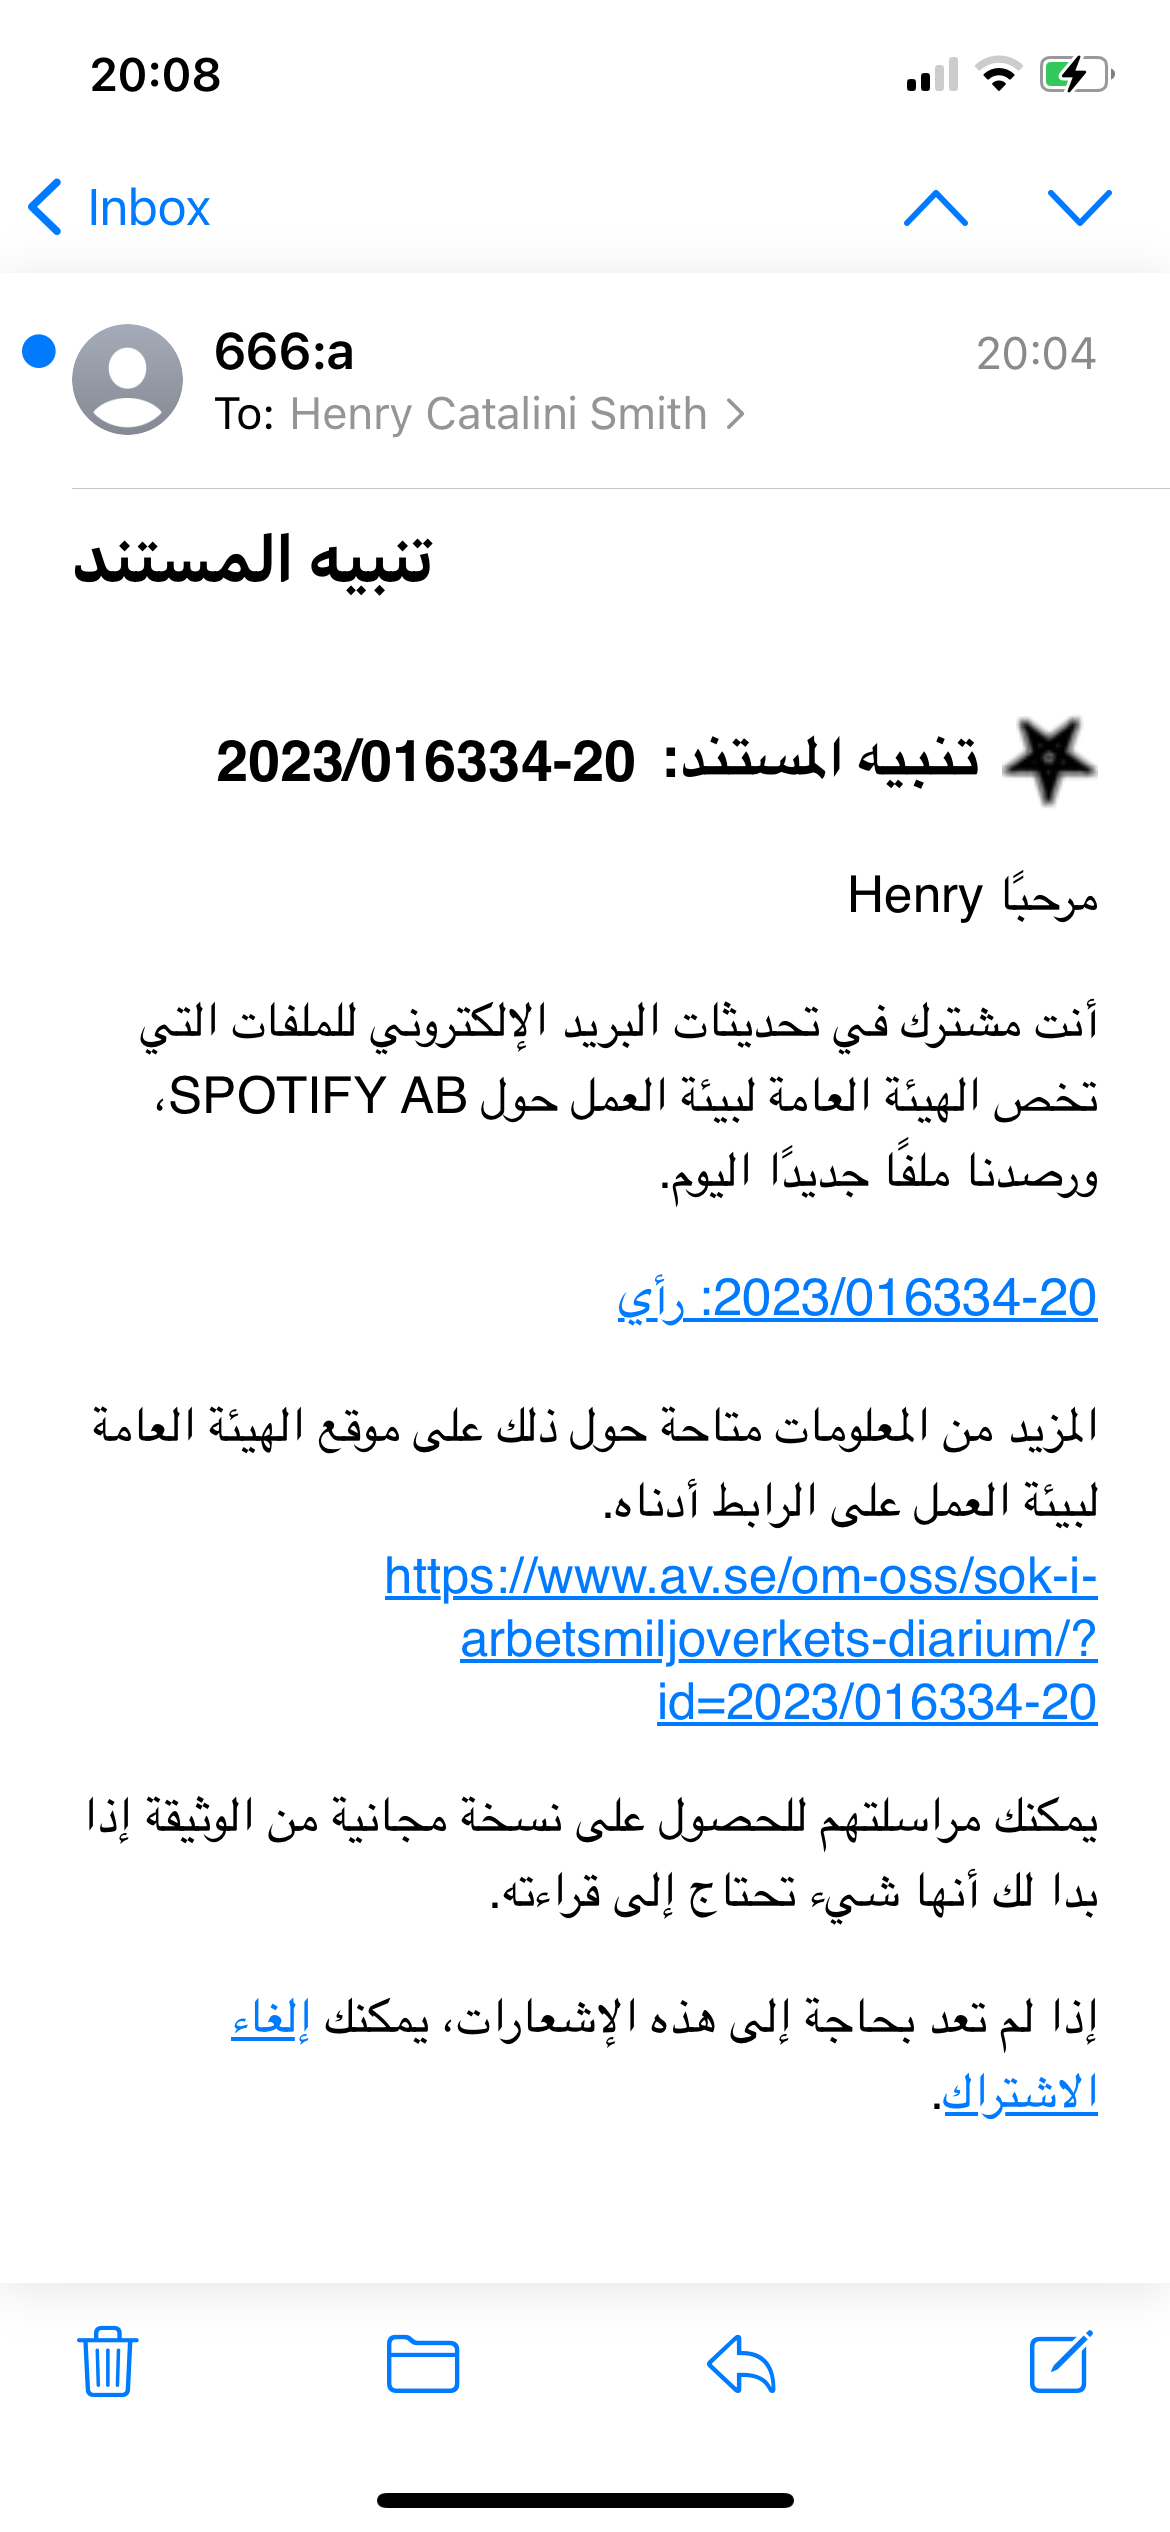 20:08
Inbox
666:a
20:04
To: Henry Catalini Smith
تنبيه المستند
تنبيه المستند: 2023/016334-20
مرحبًا Henry
أنت مشترك في تحديثات البريد الإلكتروني للملفات التي
تخص الهيئة العامة لبيئة العمل حول SPOTIFY AB،
ورصدنا ملفًا جديدًا اليوم.
2023/016334-20: رأي
المزيد من المعلومات متاحة حول ذلك على موقع الهيئة العامة
لبيئة العمل على الرابط أدناه.
https://www.av.se/om-oss/sok-i-
arbetsmiljoverkets-diarium/?
id=2023/016334-20
يمكنك مراسلتهم للحصول على نسخة مجانية من الوثيقة إذا
بدا لك أنها شيء تحتاج إلى قراءته.
إذا لم تعد بحاجة إلى هذه الإشعارات، يمكنك إلغاء
الاشتراك.